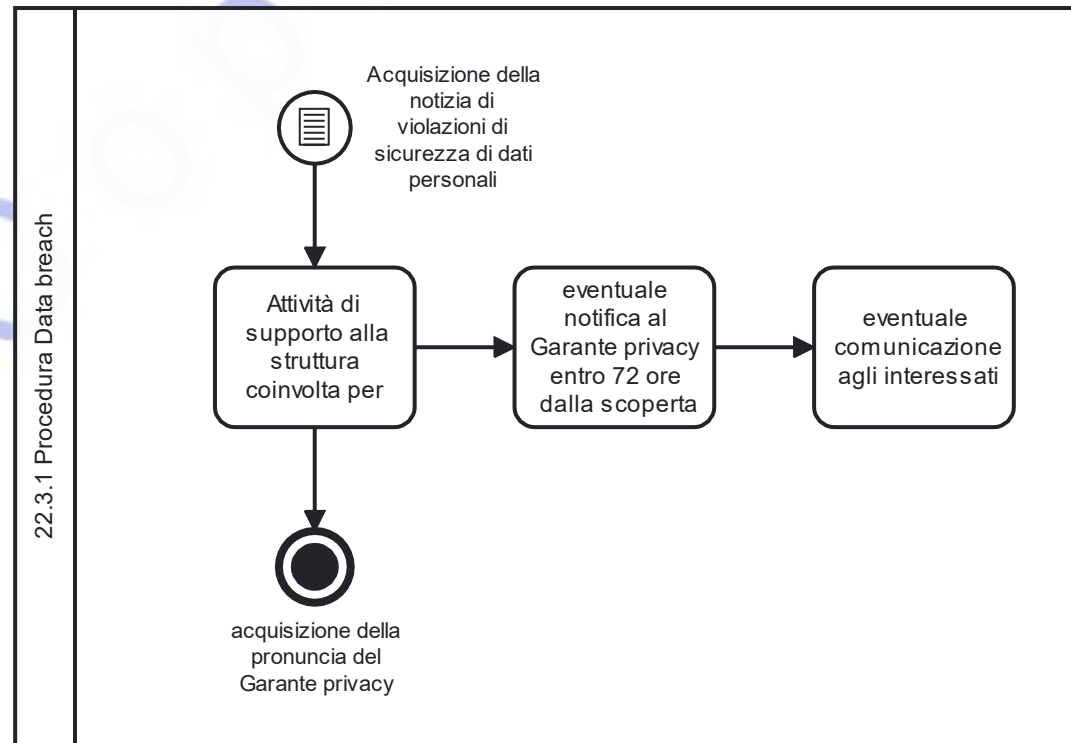 22.3.1 Procedura Data breach
Acquisizione della
notizia di
violazioni di
sicurezza di dati
personali
Attività di
supporto alla
struttura
coinvolta per
eventuale
notifica al
Garante privacy
entro 72 ore
dalla scoperta
eventuale
comunicazione
agli interessati
acquisizione della
pronuncia del
Garante privacy